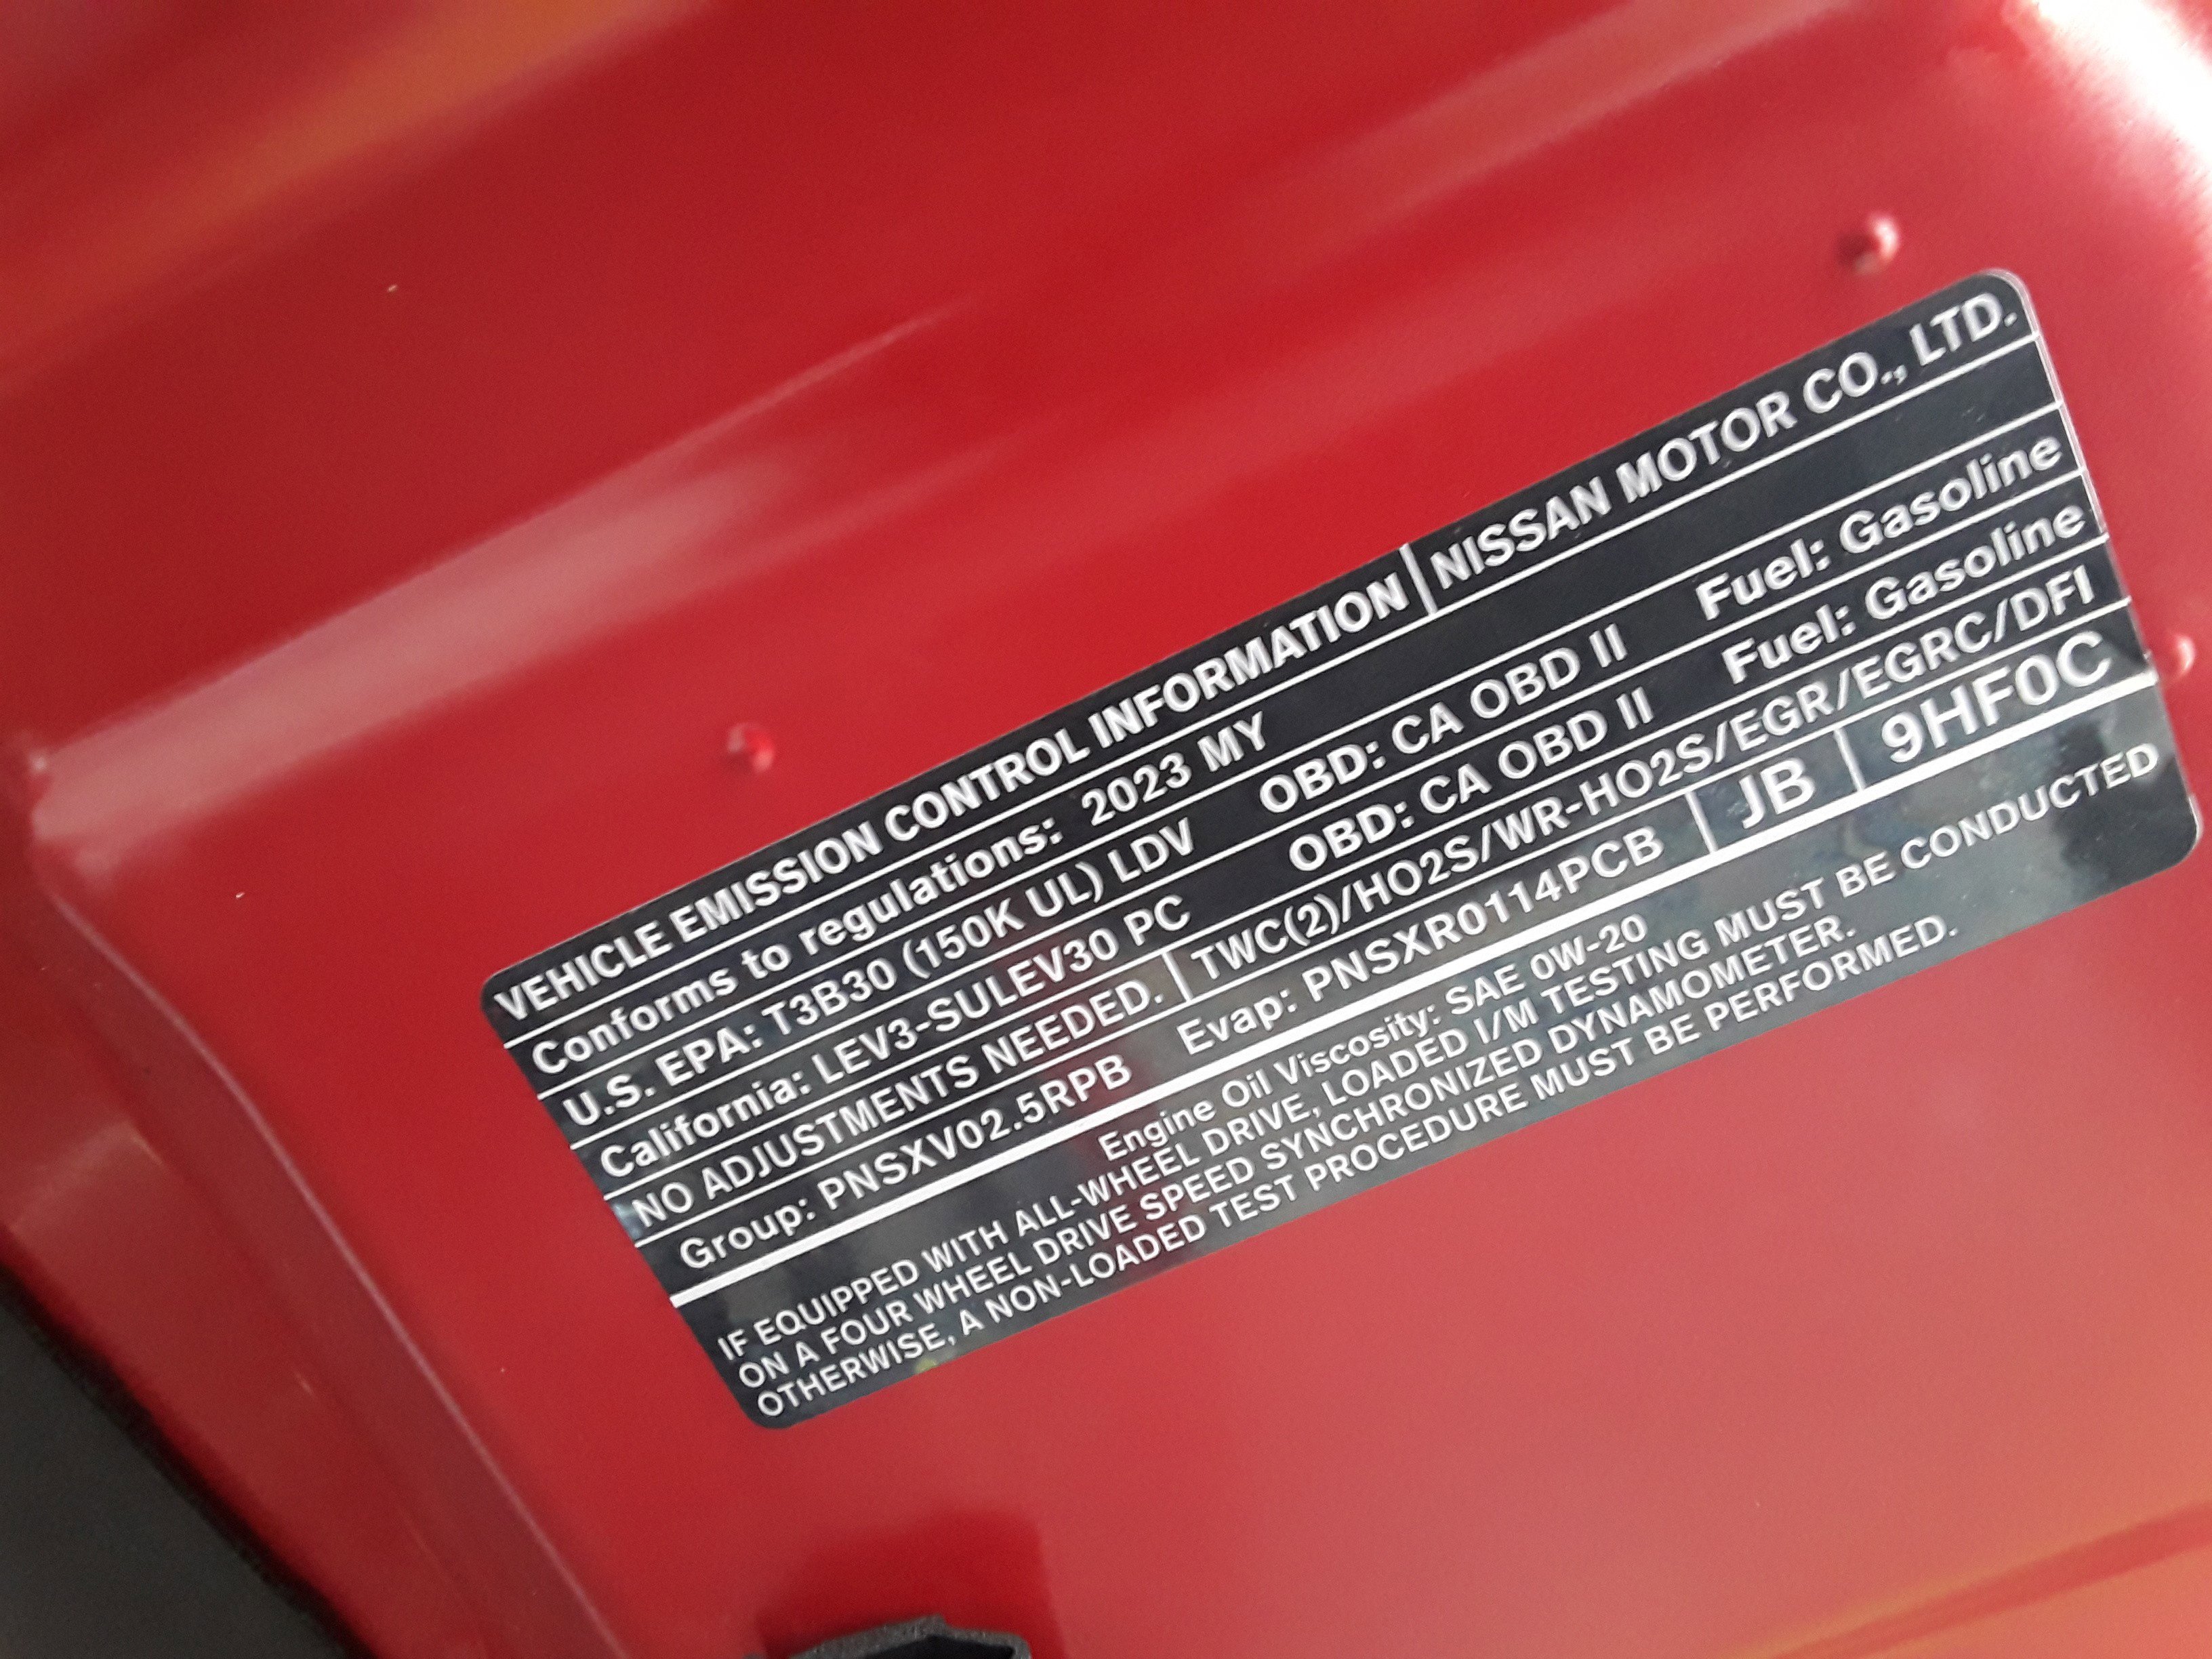 VEHICLE EMISSION CONTROL INFORMATION NISSAN MOTOR CO., LTD.
Conforms to regulations: 2023 MY
U.S. EPA: T3B30 (150K UL) LDV OBD: CA OBD II Fuel: Gasoline
California: LEV3-SULEV30 PC OBD: CA OBD II Fuel: Gasoline
NO ADJUSTMENTS NEEDED. TWC(2)/HO2S/WR-HO2S/EGR/EGRC/DFI
Group: PNSXV02.5RPB Evap: PNSXR0114PCB JB 9HF0C
Engine Oil Viscosity: SAE 0W-20
IF EQUIPPED WITH ALL-WHEEL DRIVE, LOADED I/M TESTING MUST BE CONDUCTED
ON A FOUR WHEEL DRIVE SPEED SYNCHRONIZED DYNAMOMETER.
OTHERWISE, A NON-LOADED TEST PROCEDURE MUST BE PERFORMED.